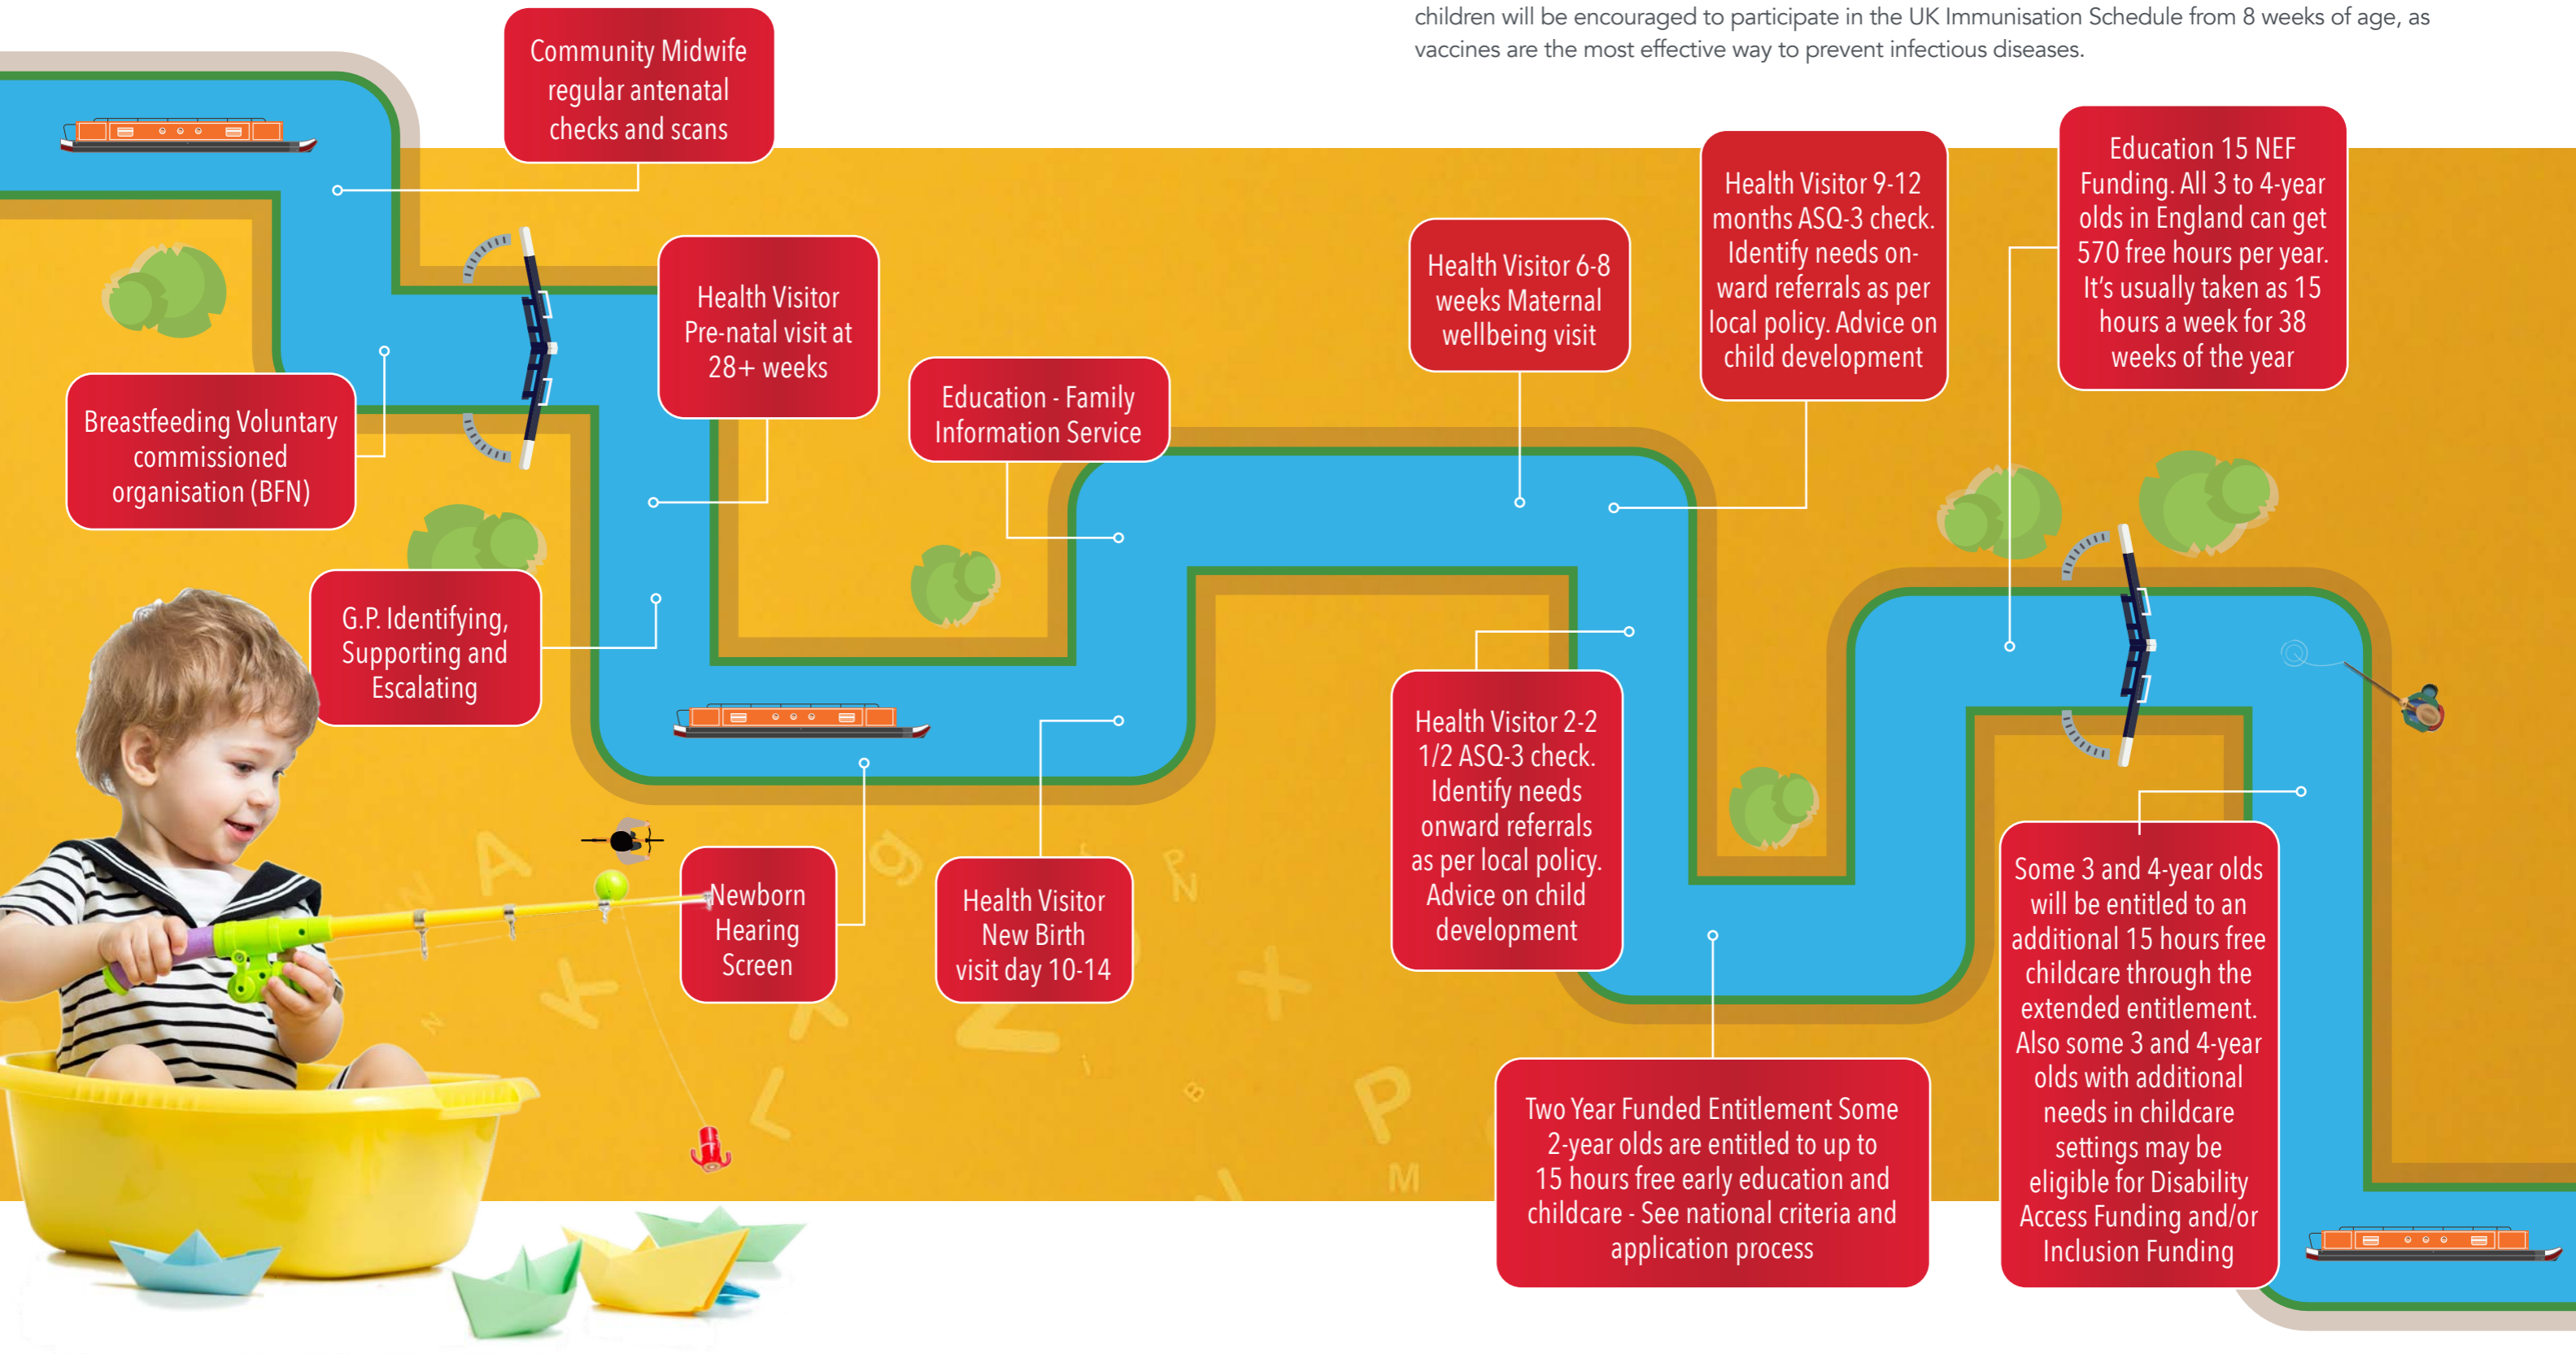 children will be encouraged to participate in the UK Immunisation Schedule from 8 weeks of age, as
vaccines are the most effective way to prevent infectious diseases.
Community Midwife
regular antenatal
checks and scans
Breastfeeding Voluntary
commissioned
organisation (BFN)
Health Visitor
Pre-natal visit at
28+ weeks
G.P. Identifying,
Supporting and
Escalating
Newborn
Hearing
Screen
Health Visitor
New Birth
visit day 10-14
Education - Family
Information Service
Health Visitor 6-8
weeks Maternal
wellbeing visit
Health Visitor 9-12
months ASQ-3 check.
Identify needs on-
ward referrals as per
local policy. Advice on
child development
Health Visitor 2-2
1/2 ASQ-3 check.
Identify needs
onward referrals
as per local policy.
Advice on child
development
Two Year Funded Entitlement Some
2-year olds are entitled to up to
15 hours free early education and
childcare - See national criteria and
application process
Education 15 NEF
Funding. All 3 to 4-year
olds in England can get
570 free hours per year.
It's usually taken as 15
hours a week for 38
weeks of the year
Some 3 and 4-year olds
will be entitled to an
additional 15 hours free
childcare through the
extended entitlement.
Also some 3 and 4-year
olds with additional
needs in childcare
settings may be
eligible for Disability
Access Funding and/or
Inclusion Funding